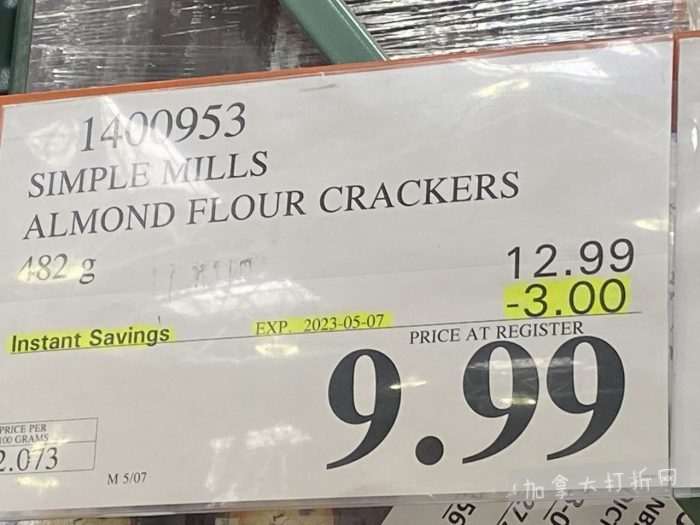 1400953
SIMPLE MILLS
ALMOND FLOUR CRACKERS
482 g
12.99
-3.00
Instant Savings EXP. 2023-05-07
PRICE AT REGISTER
9.99
PRICE PER
100 GRAMS
2.073
M 5/07
加拿大打折网